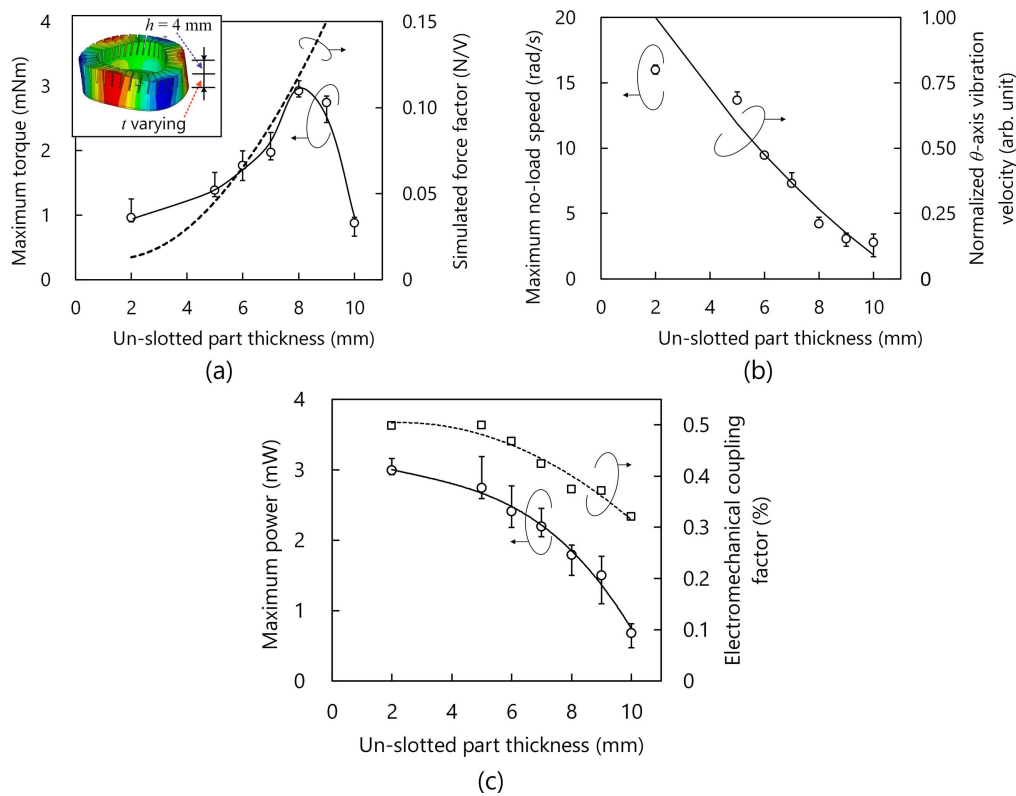 4
3
2
1
0
Maximum torque (mNm)
h = 4 mm
t varying
0.15
0.10
0.05
0
Simulated force factor (N/V)
0 2 4 6 8 10
Un-slotted part thickness (mm)
(a)
20
15
10
5
0
Maximum no-load speed (rad/s)
1.00
0.75
0.50
0.25
0
Normalized θ-axis vibration
velocity (arb. unit)
0 2 4 6 8 10
Un-slotted part thickness (mm)
(b)
4
3
2
1
0
Maximum power (mW)
0.5
0.4
0.3
0.2
0.1
0
Electromechanical coupling
factor (%)
0 2 4 6 8 10
Un-slotted part thickness (mm)
(c)